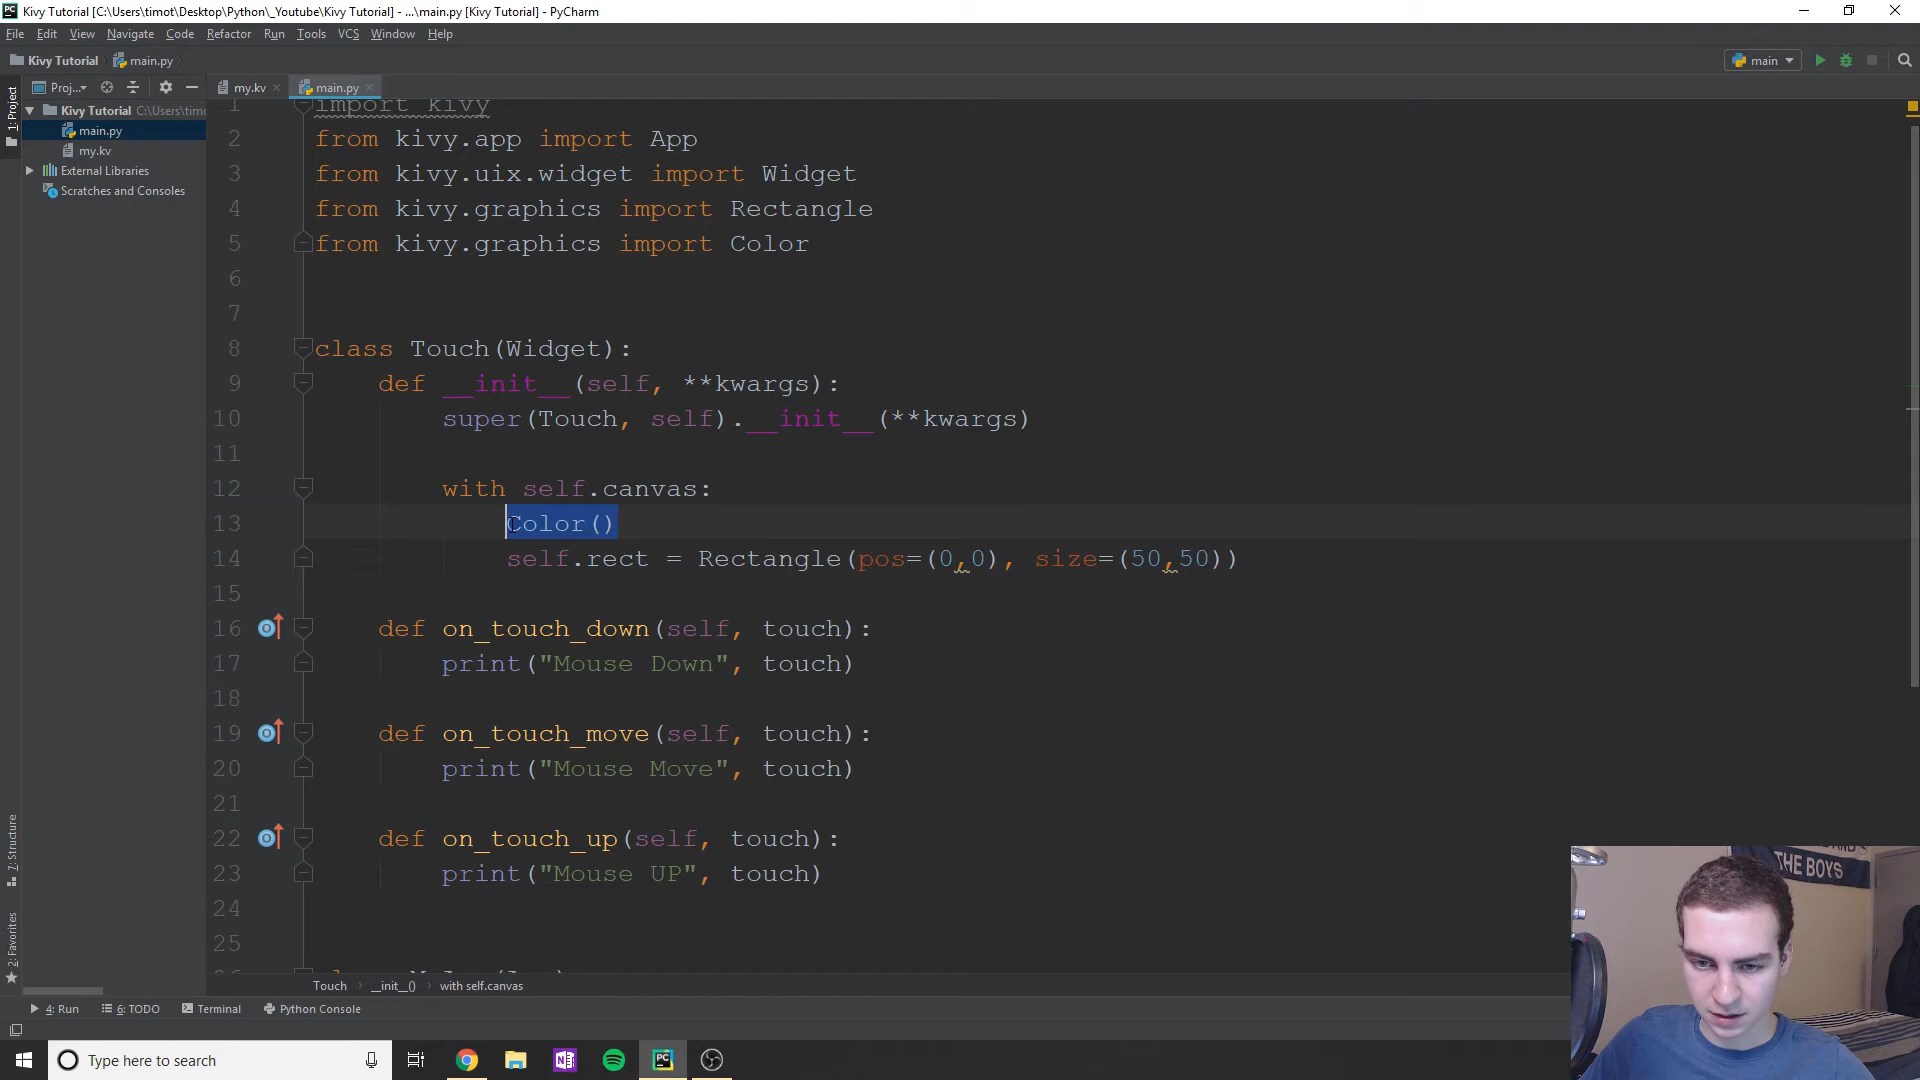 Kivy Tutorial [C:\Users\timot\Desktop\Python\_Youtube\Kivy Tutorial] - ...\main.py [Kivy Tutorial] - PyCharm
File Edit View Navigate Code Refactor Run Tools VCS Window Help
Kivy Tutorial main.py main
Proj... my.kv main.py
1: Project
Kivy Tutorial C:\Users\timo
main.py
my.kv
External Libraries
Scratches and Consoles
1 import kivy
2 from kivy.app import App
3 from kivy.uix.widget import Widget
4 from kivy.graphics import Rectangle
5 from kivy.graphics import Color
6
7
8 class Touch(Widget):
9 def __init__(self, **kwargs):
10 super(Touch, self).__init__(**kwargs)
11
12 with self.canvas:
13 Color()
14 self.rect = Rectangle(pos=(0,0), size=(50,50))
15
16 def on_touch_down(self, touch):
17 print("Mouse Down", touch)
18
19 def on_touch_move(self, touch):
20 print("Mouse Move", touch)
21
22 def on_touch_up(self, touch):
23 print("Mouse UP", touch)
24
25
7: Structure
2: Favorites
THE BOYS
Touch __init__() with self.canvas
4: Run 6: TODO Terminal Python Console
Type here to search